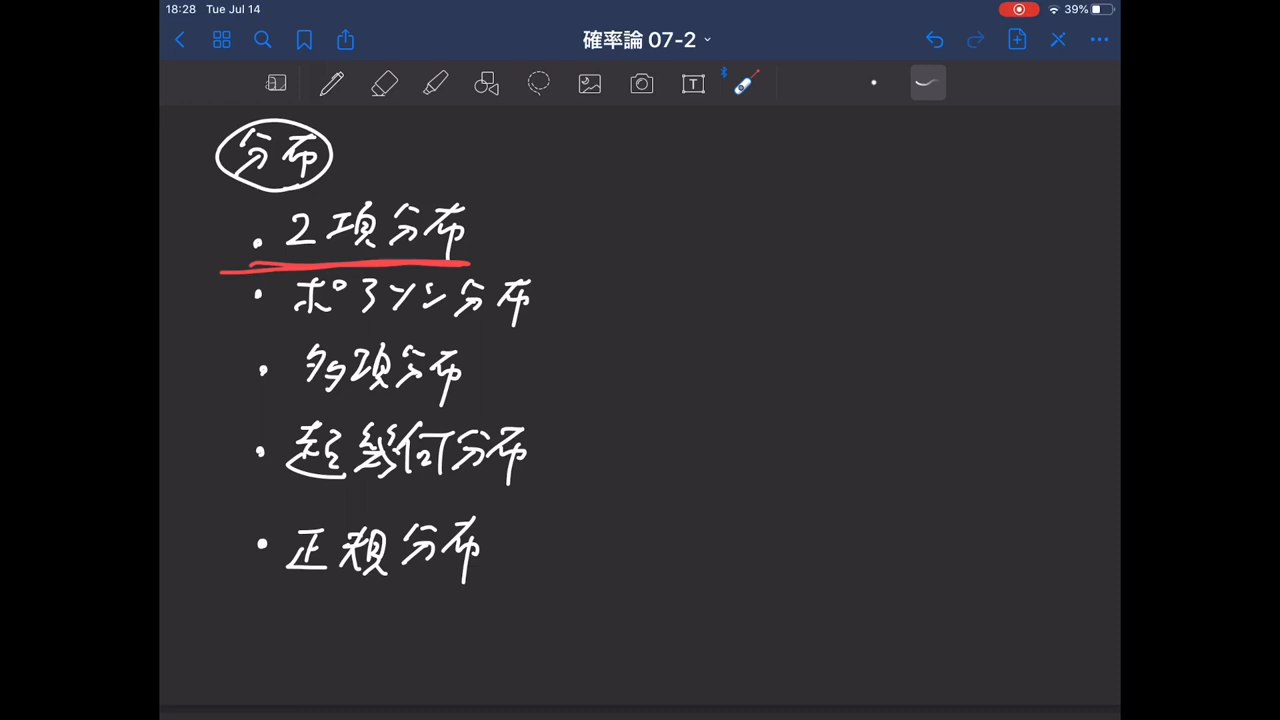 18:28 Tue Jul 14 39%
確率論 07-2
T
分布
・2項分布
・ポアソン分布
・多項分布
・超幾何分布
・正規分布